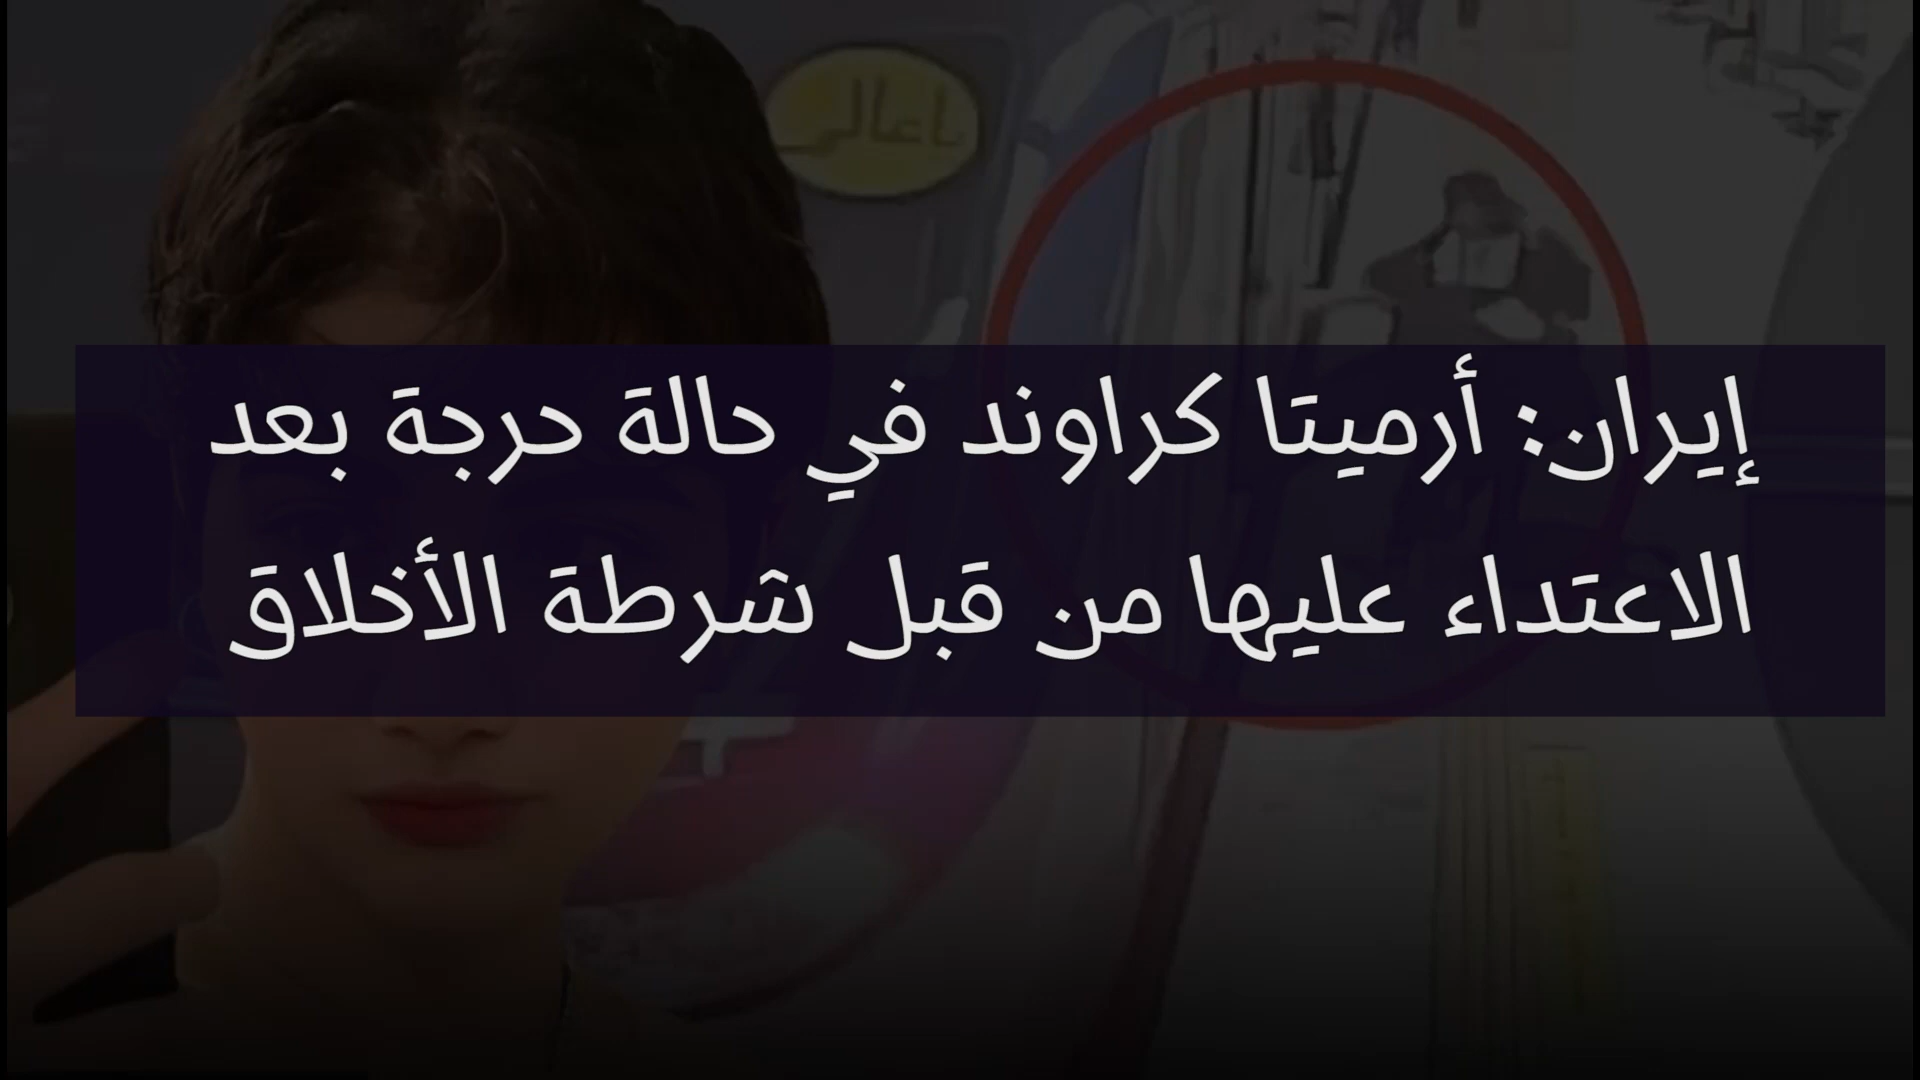 إيران: أرميتا كراوند في حالة حرجة بعد
الاعتداء عليها من قبل شرطة الأخلاق